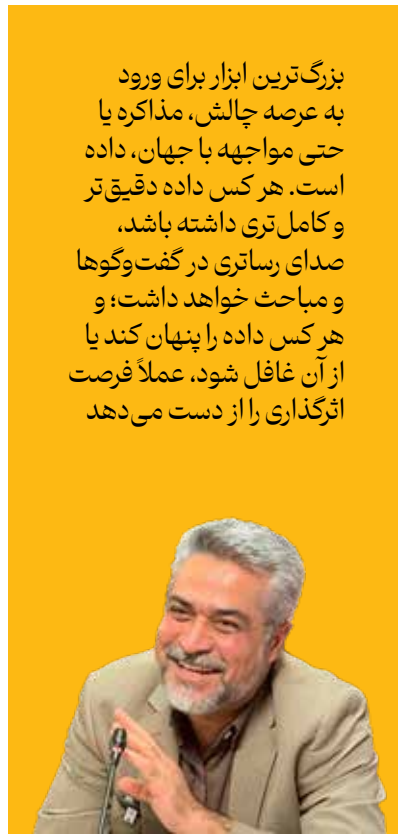 بزرگ‌ترین ابزار برای ورود
به عرصه چالش، مذاکره یا
حتی مواجهه با جهان، داده
است. هر کس داده دقیق‌تر
و کامل‌تری داشته باشد،
صدای رساتری در گفت‌وگوها
و مباحث خواهد داشت؛ و
هر کس داده را پنهان کند یا
از آن غافل شود، عملاً فرصت
اثرگذاری را از دست می‌دهد